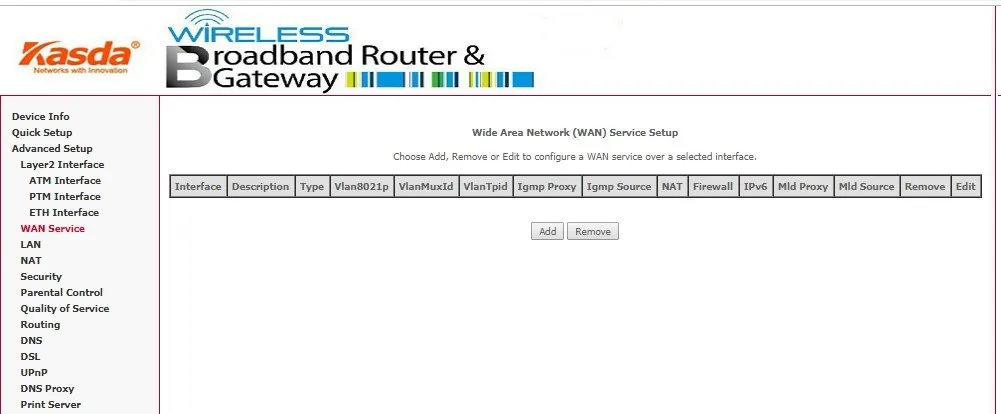 Kasda®
Networks with Innovation
WIRELESS
Broadband Router &
Gateway
Device Info
Quick Setup
Advanced Setup
Layer2 Interface
ATM Interface
PTM Interface
ETH Interface
WAN Service
LAN
NAT
Security
Parental Control
Quality of Service
Routing
DNS
DSL
UPnP
DNS Proxy
Print Server
Wide Area Network (WAN) Service Setup
Choose Add, Remove or Edit to configure a WAN service over a selected interface.
Interface Description Type Vlan8021p VlanMuxId VlanTpid Igmp Proxy Igmp Source NAT Firewall IPv6 Mld Proxy Mld Source Remove Edit
Add Remove